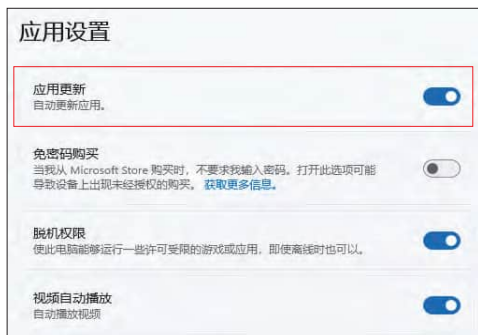 应用设置
应用更新
自动更新应用。
免密码购买
当我从 Microsoft Store 购买时，不要求我输入密码。打开此选项可能
导致设备上出现未经授权的购买。 获取更多信息。
脱机权限
使此电脑能够运行一些许可受限的游戏或应用，即使离线时也可以。
视频自动播放
自动播放视频